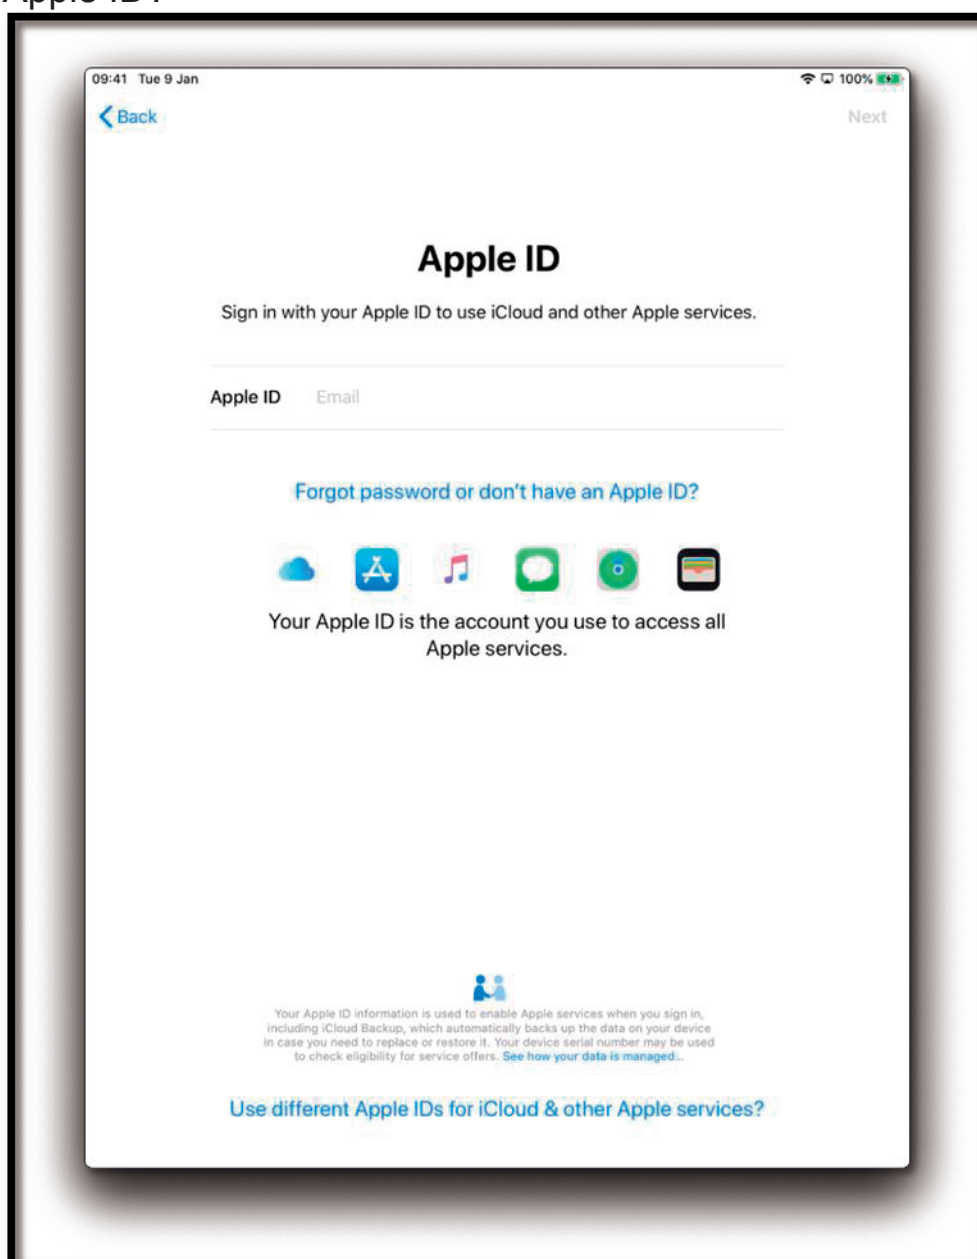 09:41 Tue 9 Jan 100%
Back Next
Apple ID
Sign in with your Apple ID to use iCloud and other Apple services.
Apple ID Email
Forgot password or don't have an Apple ID?
Your Apple ID is the account you use to access all
Apple services.
Your Apple ID information is used to enable Apple services when you sign in,
including iCloud Backup, which automatically backs up the data on your device
in case you need to replace or restore it. Your device serial number may be used
to check eligibility for service offers. See how your data is managed...
Use different Apple IDs for iCloud & other Apple services?